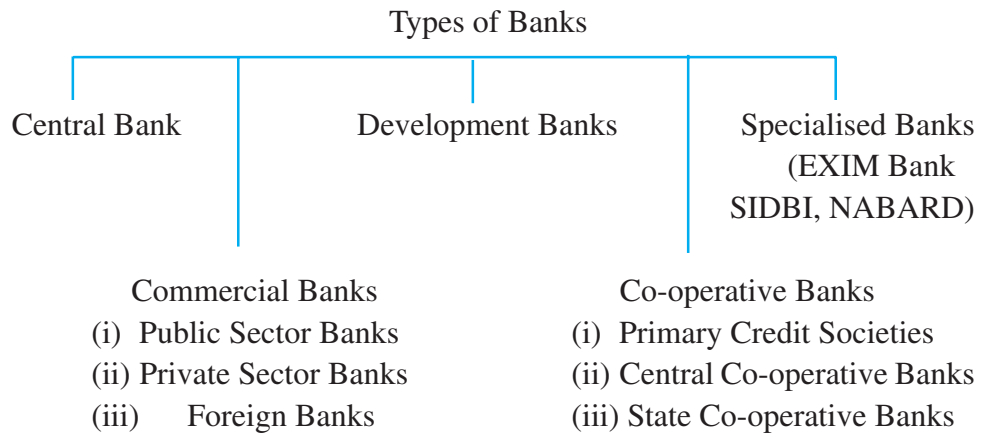 Types of Banks
Central Bank
Development Banks
Specialised Banks
(EXIM Bank
SIDBI, NABARD)
Commercial Banks
(i) Public Sector Banks
(ii) Private Sector Banks
(iii) Foreign Banks
Co-operative Banks
(i) Primary Credit Societies
(ii) Central Co-operative Banks
(iii) State Co-operative Banks